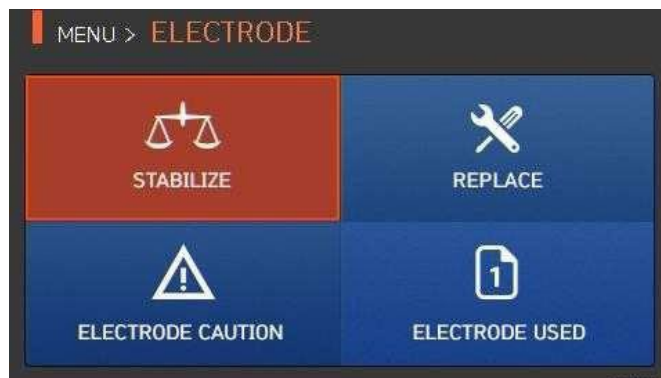 MENU > ELECTRODE
STABILIZE
REPLACE
ELECTRODE CAUTION
1
ELECTRODE USED